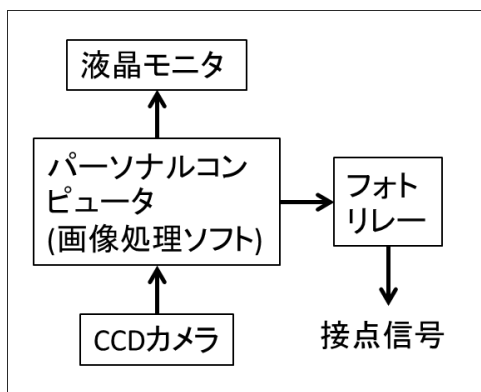 液晶モニタ
パーソナルコン
ピュータ
(画像処理ソフト)
フォト
リレー
CCDカメラ
接点信号